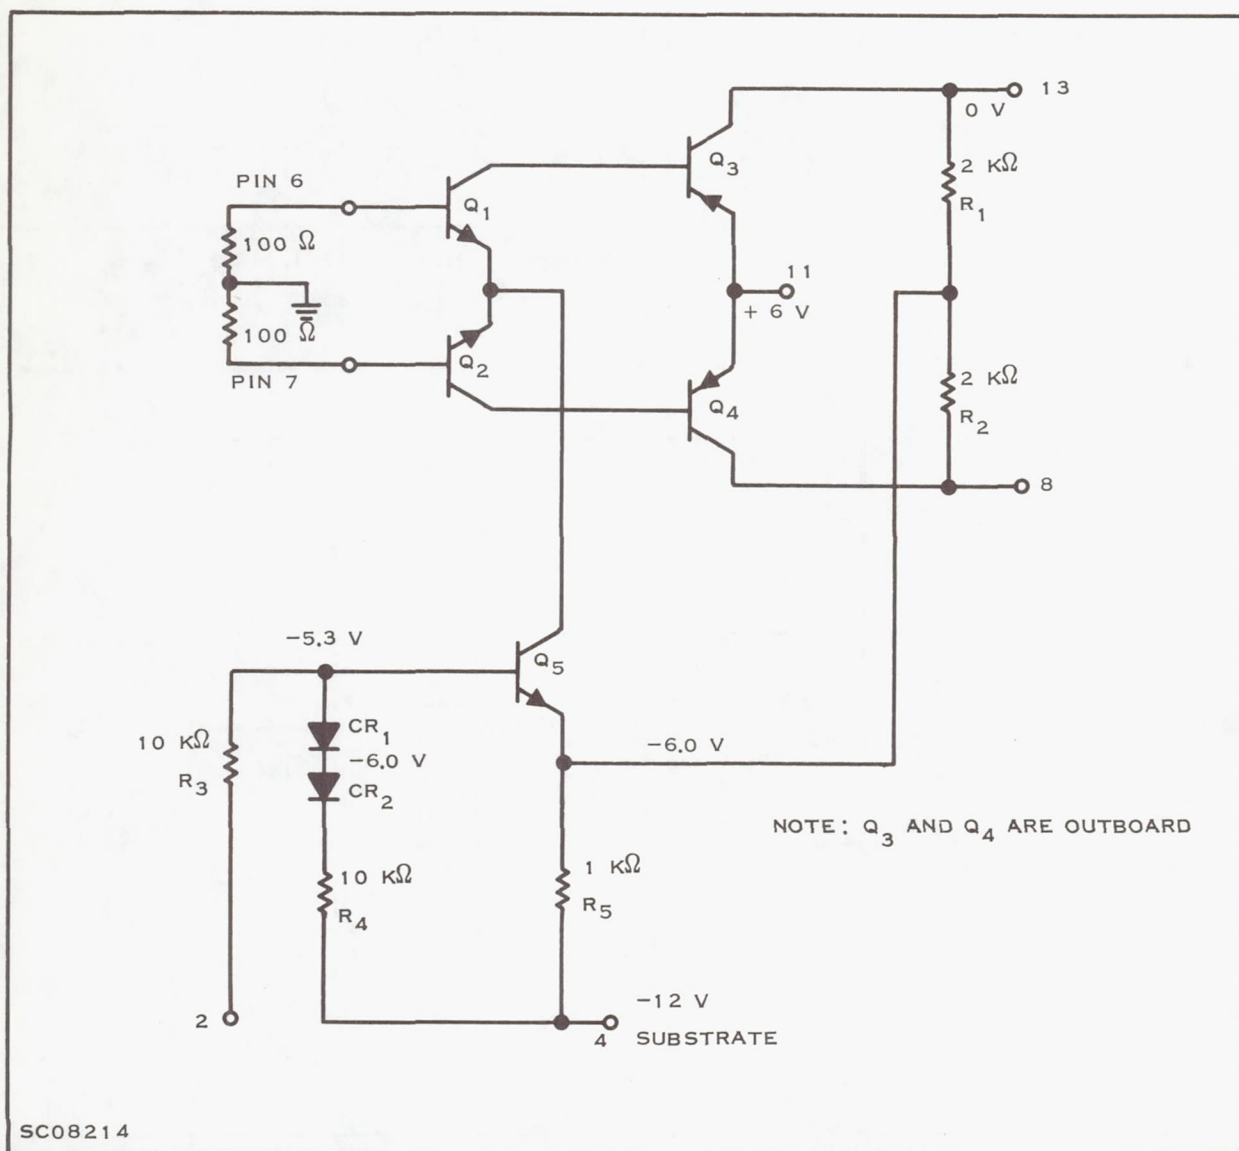 13
0 V
Q3
2 KΩ
R1
PIN 6
Q1
100 Ω
11
+ 6 V
100 Ω
Q2
PIN 7
2 KΩ
R2
Q4
8
-5.3 V
Q5
CR1
10 KΩ
R3
-6.0 V
-6.0 V
CR2
NOTE: Q3 AND Q4 ARE OUTBOARD
10 KΩ
R4
1 KΩ
R5
2
-12 V
4 SUBSTRATE
SC08214